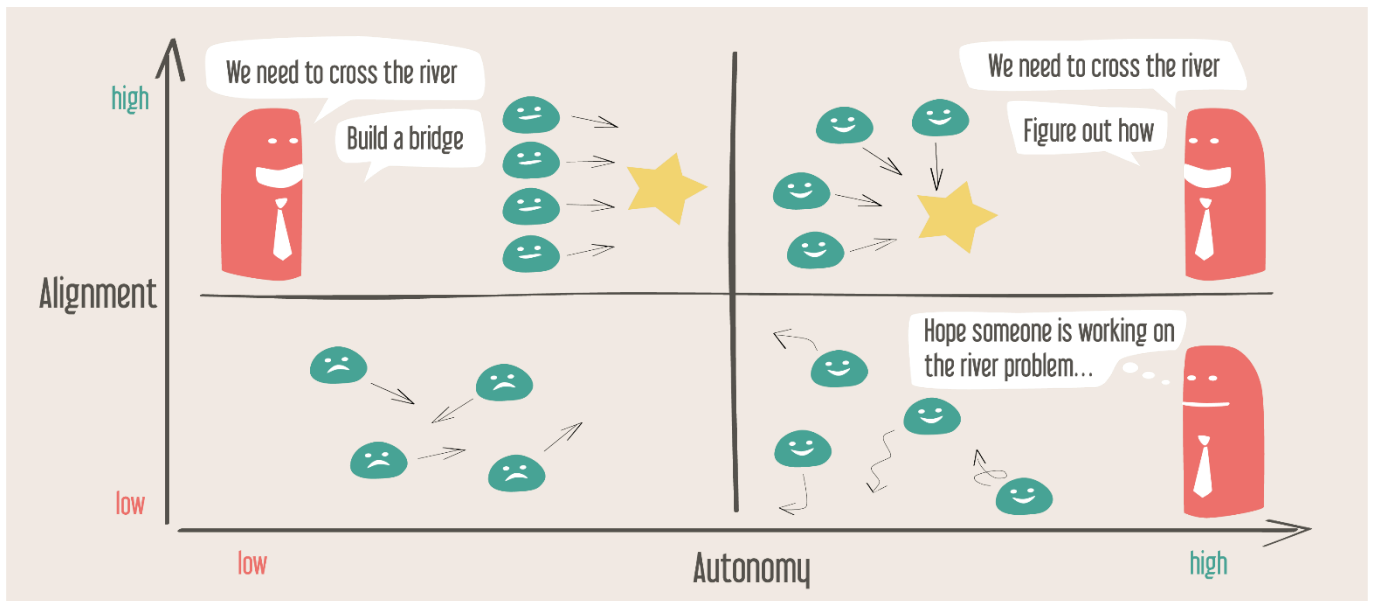 We need to cross the river
Build a bridge
We need to cross the river
Figure out how
high
Alignment
Hope someone is working on
the river problem...
low
low
Autonomy
high